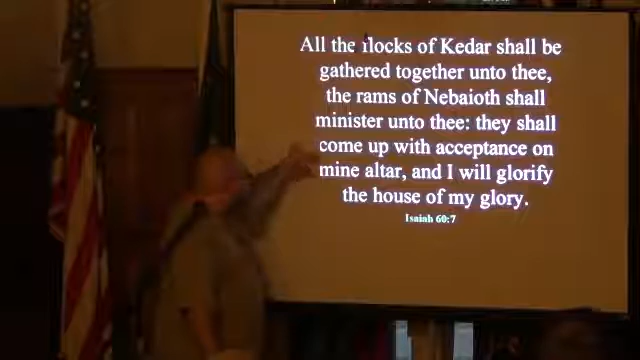 All the flocks of Kedar shall be
gathered together unto thee,
the rams of Nebaioth shall
minister unto thee: they shall
come up with acceptance on
mine altar, and I will glorify
the house of my glory.
Isaiah 60:7